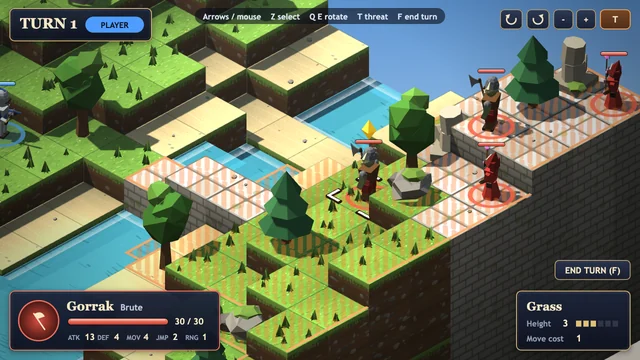 TURN 1 PLAYER
Arrows / mouse Z select Q E rotate T threat F end turn
- + T
END TURN (F)
Gorrak Brute
30 / 30
ATK 13 DEF 4 MOV 4 JMP 2 RNG 1
Grass
Height 3
Move cost 1